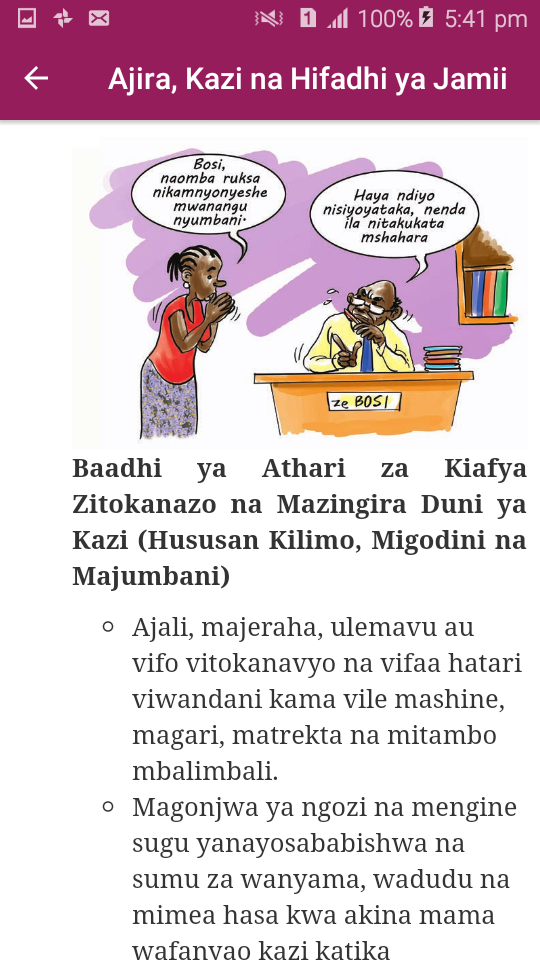 100% 5:41 pm
Ajira, Kazi na Hifadhi ya Jamii
Bosi,
naomba ruksa
nikamnyonyeshe
mwanangu
nyumbani.
Haya ndiyo
nisiyoyataka, nenda
ila nitakukata
mshahara
ze BOSI
Baadhi ya Athari za Kiafya
Zitokanazo na Mazingira Duni ya
Kazi (Hususan Kilimo, Migodini na
Majumbani)
Ajali, majeraha, ulemavu au
vifo vitokanavyo na vifaa hatari
viwandani kama vile mashine,
magari, matrekta na mitambo
mbalimbali.
Magonjwa ya ngozi na mengine
sugu yanayosababishwa na
sumu za wanyama, wadudu na
mimea hasa kwa akina mama
wafanyao kazi katika